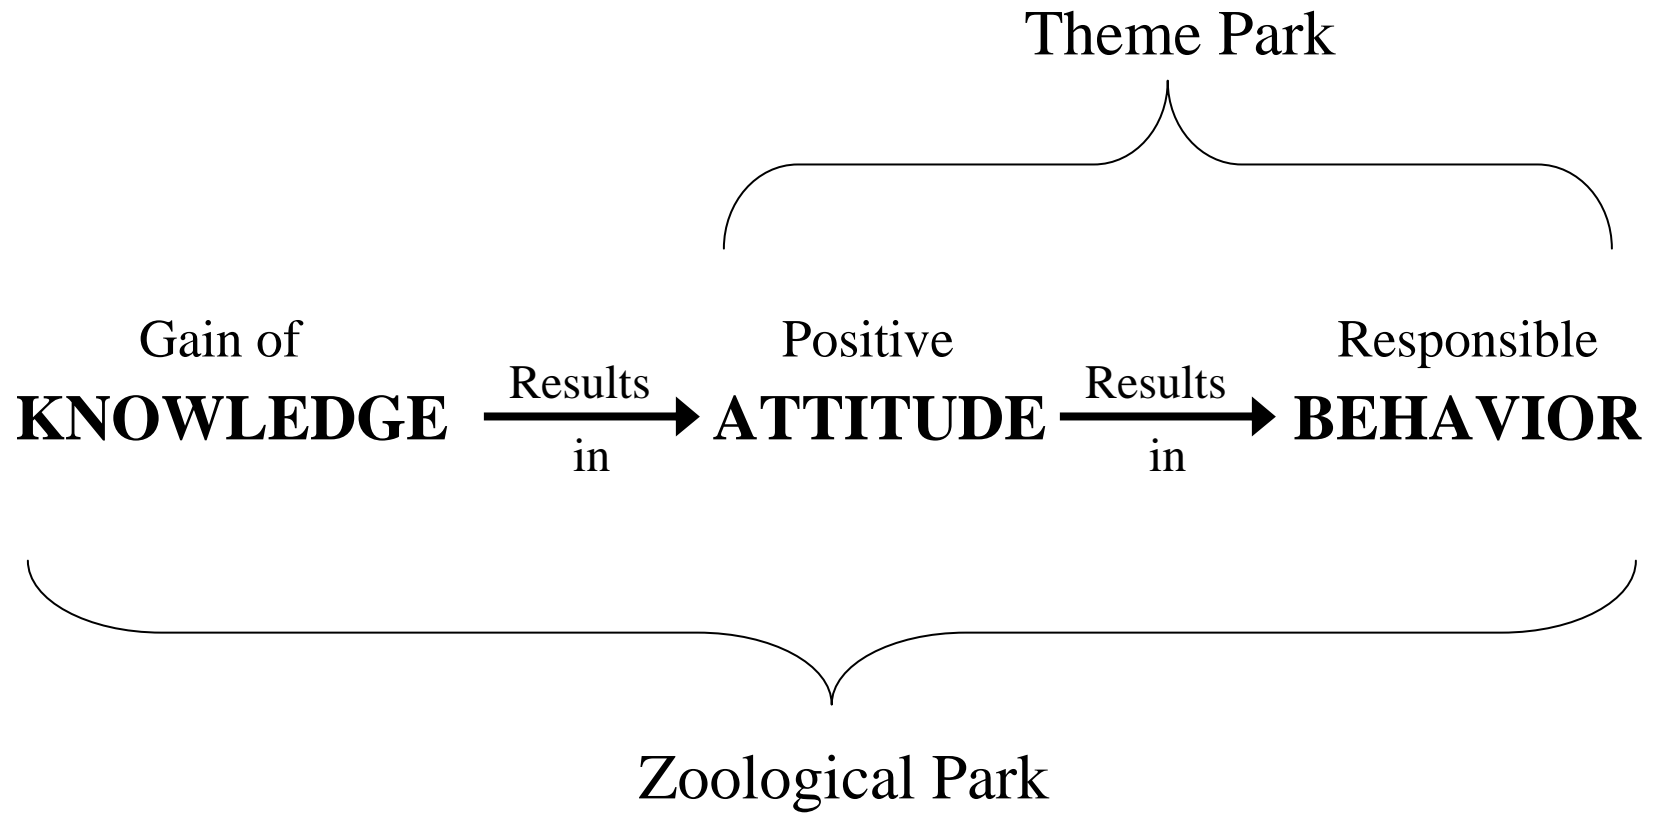 Theme Park
Gain of
KNOWLEDGE
Results
in
Positive
ATTITUDE
Results
in
Responsible
BEHAVIOR
Zoological Park